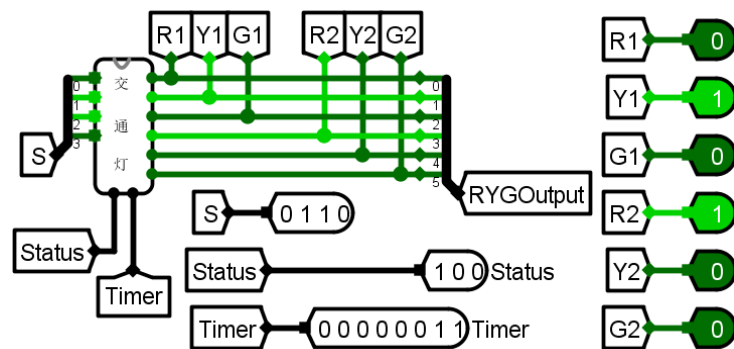 R1 Y1 G1 R2 Y2 G2
0
1
2
3
交
通
灯
0
1
2
3
4
5
S
RYGOutput
S 0 1 1 0
Status
Status 1 0 0 Status
Timer
Timer 0 0 0 0 0 0 1 1 Timer
R1 0
Y1 1
G1 0
R2 1
Y2 0
G2 0